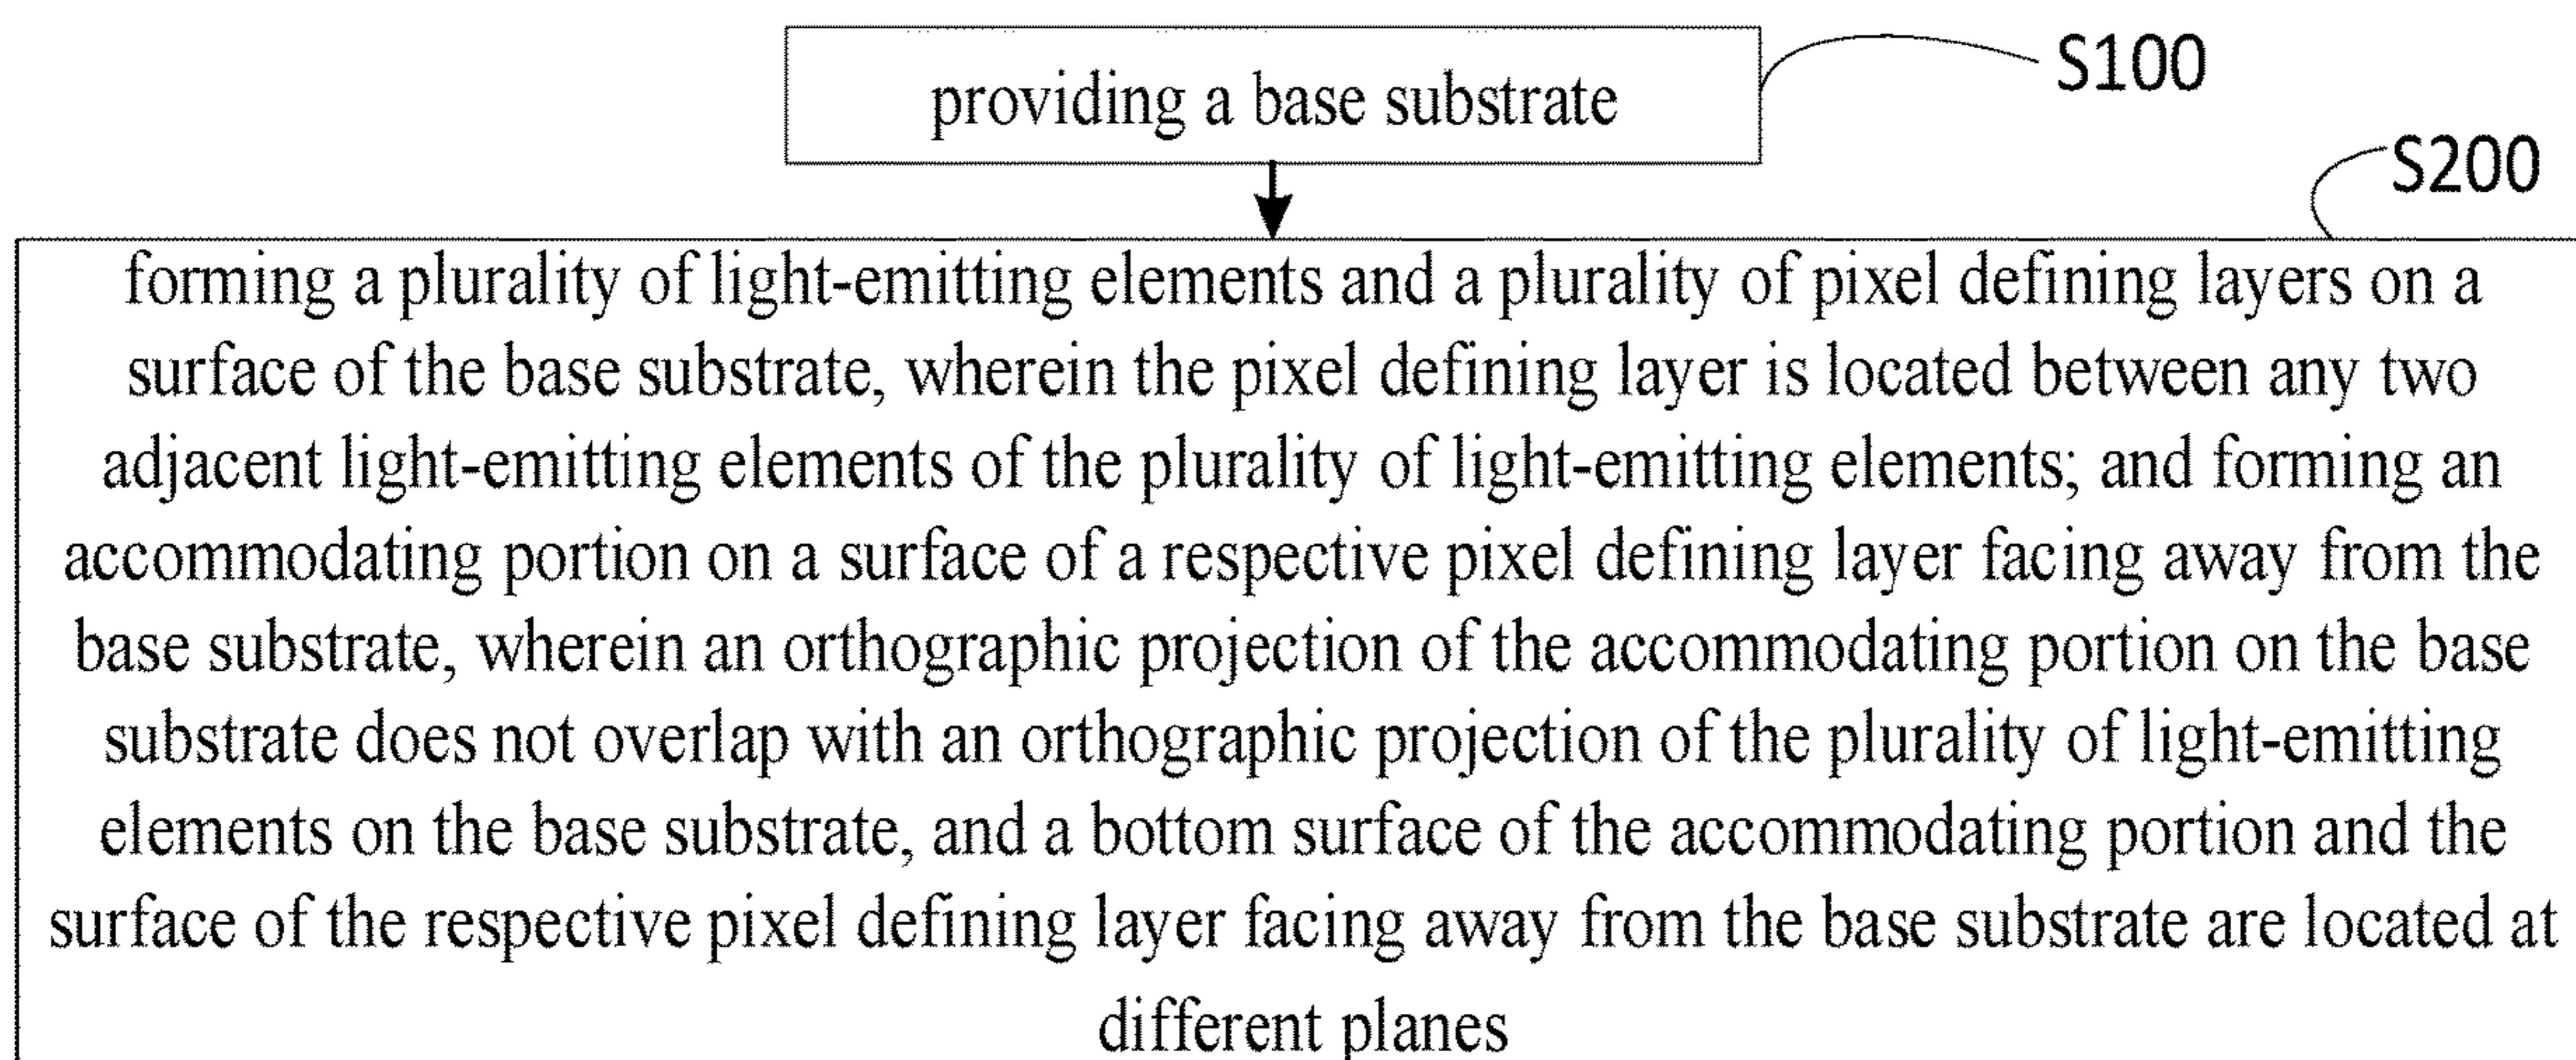 providing a base substrate
S100
S200
forming a plurality of light-emitting elements and a plurality of pixel defining layers on a
surface of the base substrate, wherein the pixel defining layer is located between any two
adjacent light-emitting elements of the plurality of light-emitting elements; and forming an
accommodating portion on a surface of a respective pixel defining layer facing away from the
base substrate, wherein an orthographic projection of the accommodating portion on the base
substrate does not overlap with an orthographic projection of the plurality of light-emitting
elements on the base substrate, and a bottom surface of the accommodating portion and the
surface of the respective pixel defining layer facing away from the base substrate are located at
different planes